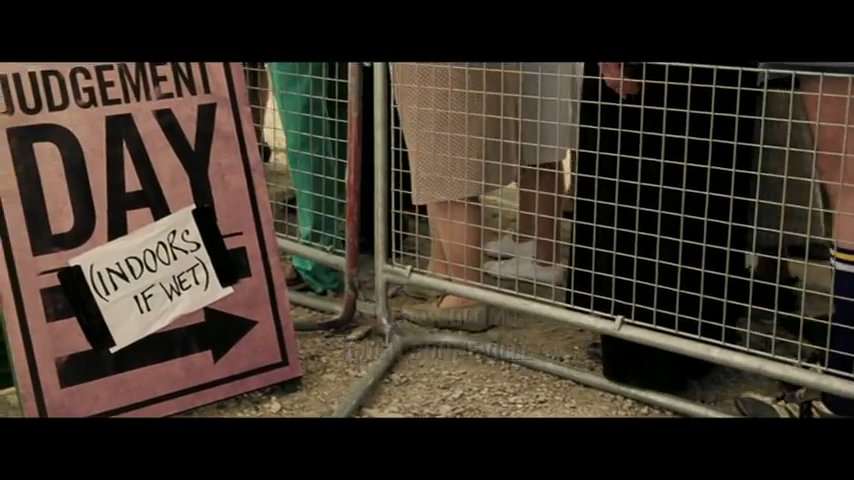 JUDGEMENT
DAY
(INDOORS
IF WET)